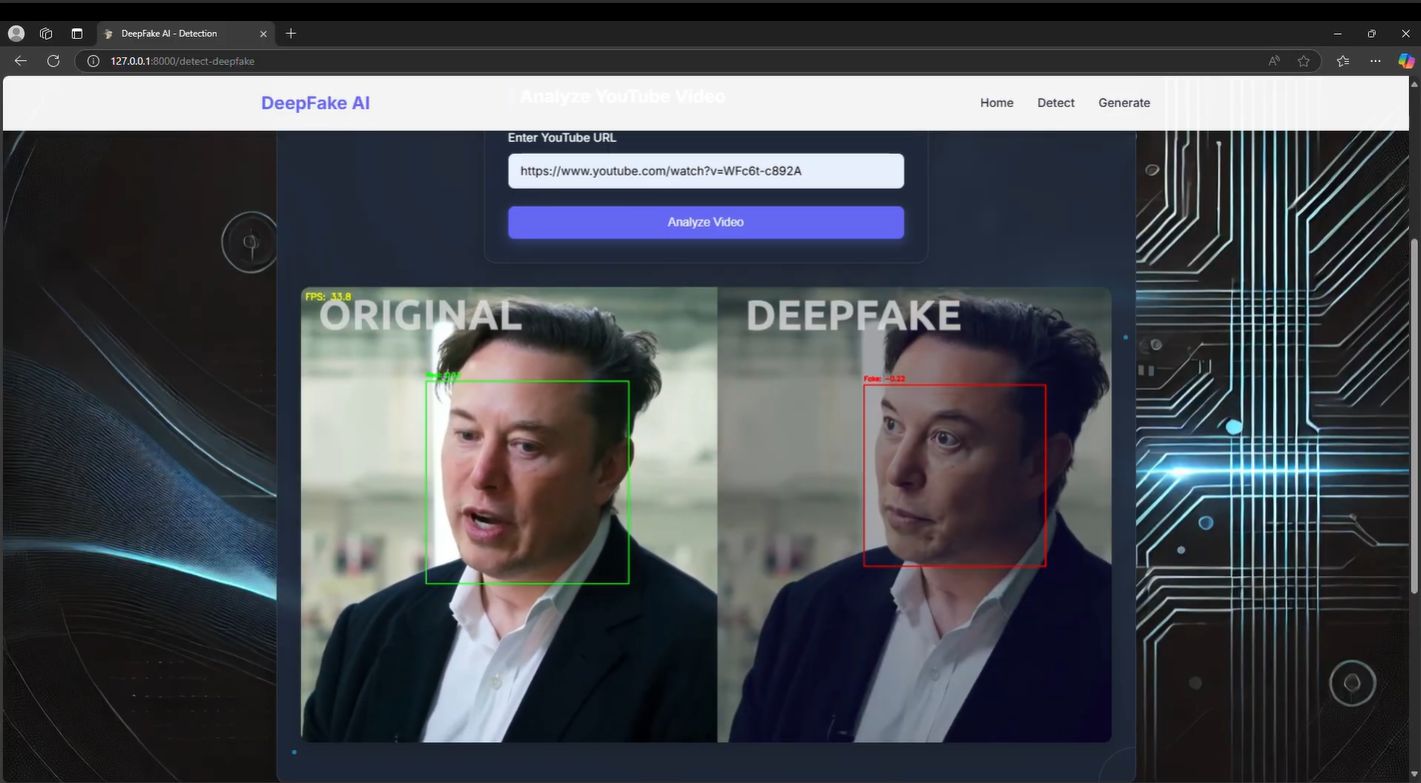 DeepFake AI - Detection
127.0.0.1:8000/detect-deepfake
DeepFake AI
Analyze YouTube Video
Home
Detect
Generate
Enter YouTube URL
https://www.youtube.com/watch?v=WFc6t-c892A
Analyze Video
FPS: 33.8
ORIGINAL
DEEPFAKE
Fake: -0.22